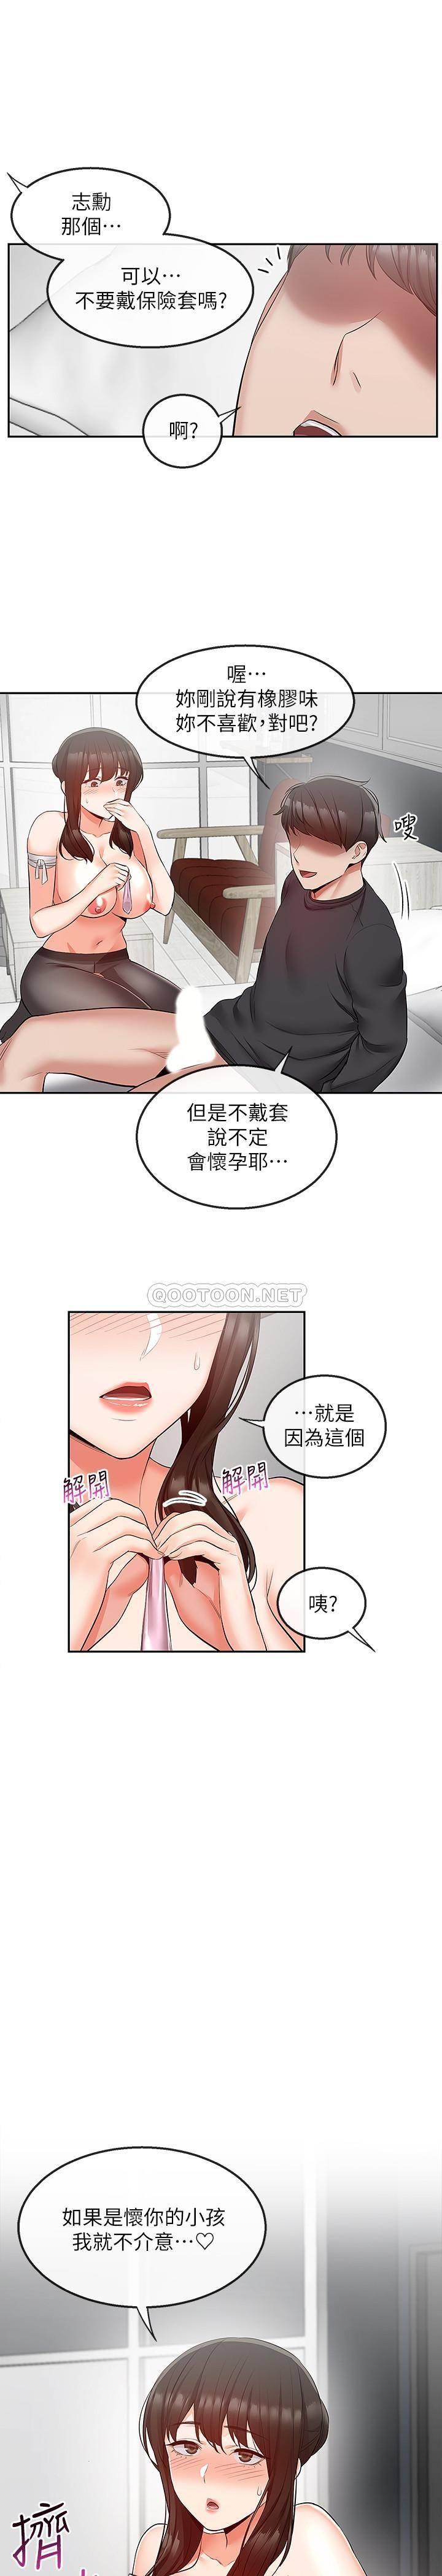 志勳
那個…
可以…
不要戴保險套嗎?
啊?
喔…
妳剛說有橡膠味
妳不喜歡，對吧?
嗖
但是不戴套
說不定
會懷孕耶…
QOOTOON.NET
…就是
因為這個
解開
解開
咦?
如果是懷你的小孩
我就不介意…♡
擠